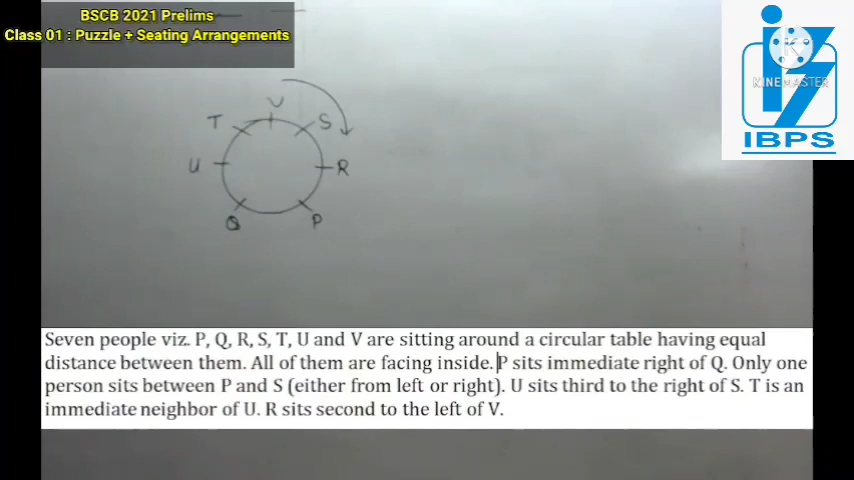 BSCB 2021 Prelims
Class 01 : Puzzle + Seating Arrangements
KINEMASTER
IBPS
V
T
S
U
R
Q
P
Seven people viz. P, Q, R, S, T, U and V are sitting around a circular table having equal
distance between them. All of them are facing inside. P sits immediate right of Q. Only one
person sits between P and S (either from left or right). U sits third to the right of S. T is an
immediate neighbor of U. R sits second to the left of V.